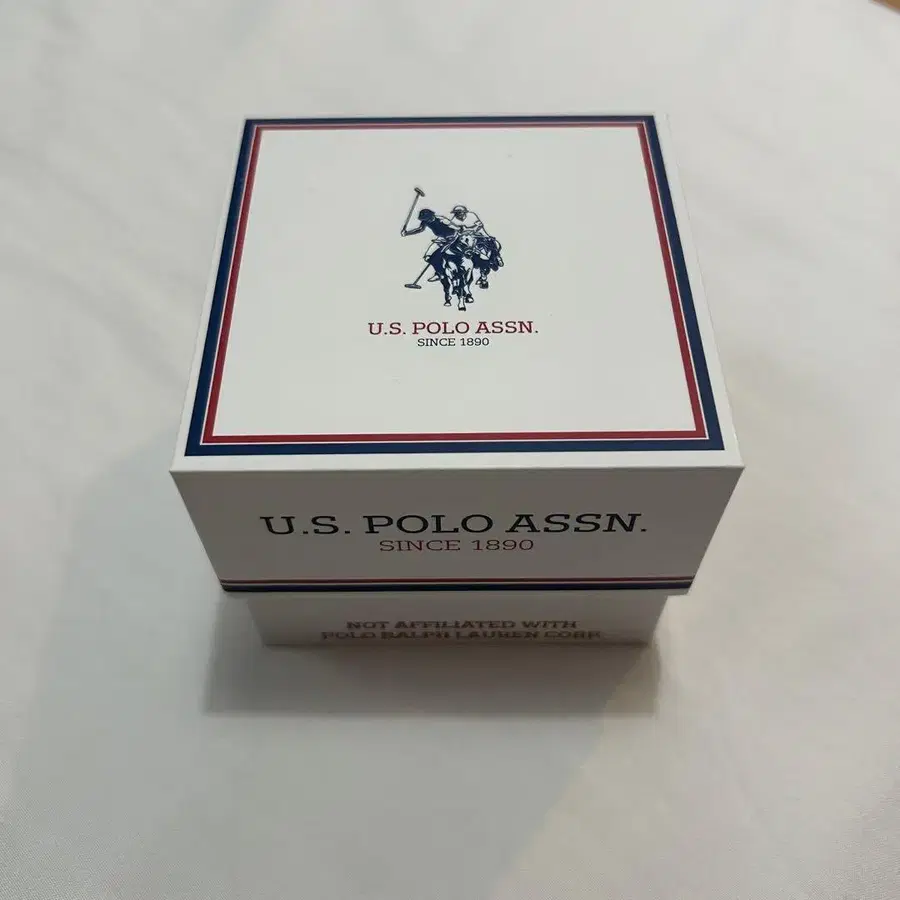 U.S. POLO ASSN.
SINCE 1890
U.S. POLO ASSN.
SINCE 1890
NOT AFFILIATED WITH
POLO RALPH LAUREN CORP.